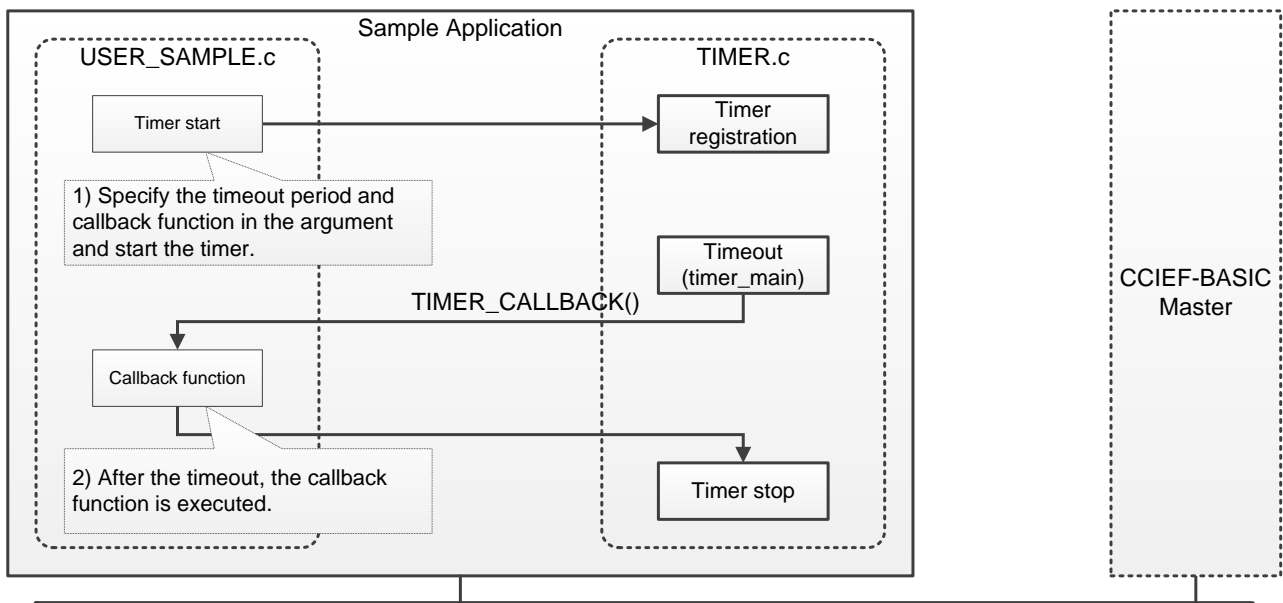 Sample Application
USER_SAMPLE.c
TIMER.c
Timer start
Timer
registration
1) Specify the timeout period and
callback function in the argument
and start the timer.
Timeout
(timer_main)
TIMER_CALLBACK()
Callback function
2) After the timeout, the callback
function is executed.
Timer stop
CCIEF-BASIC
Master